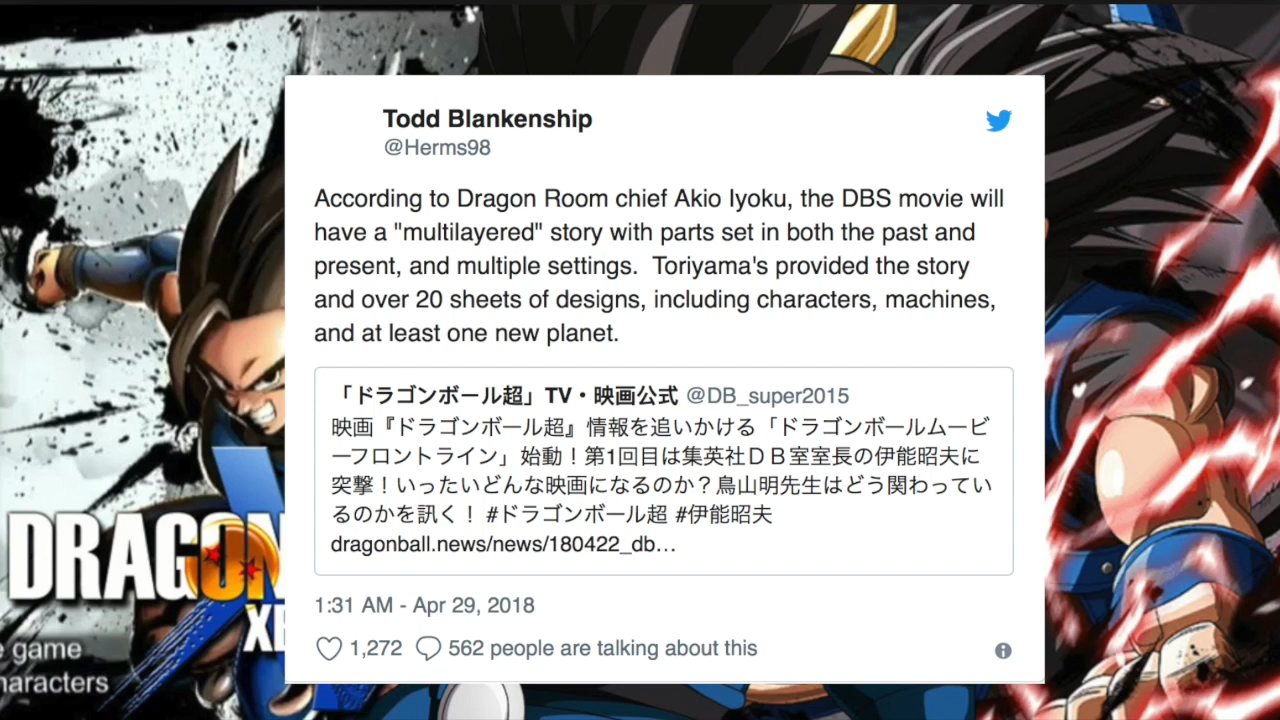 Todd Blankenship
@Herms98
According to Dragon Room chief Akio Iyoku, the DBS movie will
have a "multilayered" story with parts set in both the past and
present, and multiple settings.  Toriyama's provided the story
and over 20 sheets of designs, including characters, machines,
and at least one new planet.
「ドラゴンボール超」TV・映画公式 @DB_super2015
映画『ドラゴンボール超』情報を追いかける「ドラゴンボールムービ
ーフロントライン」始動！第1回目は集英社ＤＢ室室長の伊能昭夫に
突撃！いったいどんな映画になるのか？鳥山明先生はどう関わってい
るのかを訊く！ #ドラゴンボール超 #伊能昭夫
dragonball.news/news/180422_db…
1:31 AM - Apr 29, 2018
1,272 562 people are talking about this
DRAGON
XE
game
haracters